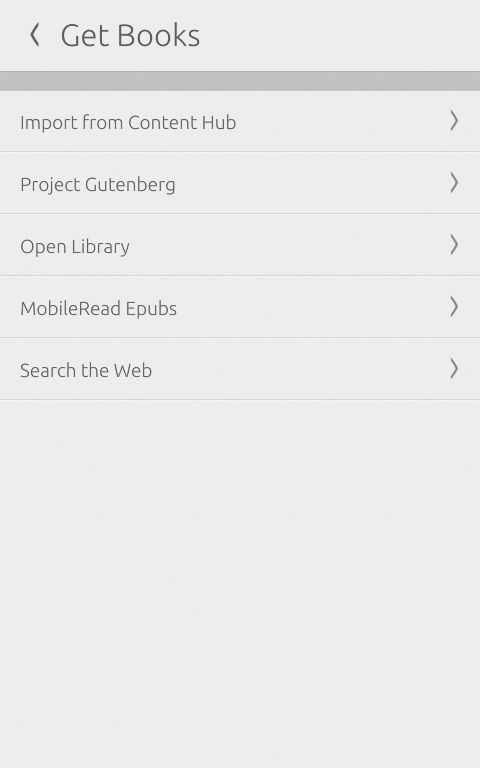 Get Books
Import from Content Hub
Project Gutenberg
Open Library
MobileRead Epubs
Search the Web